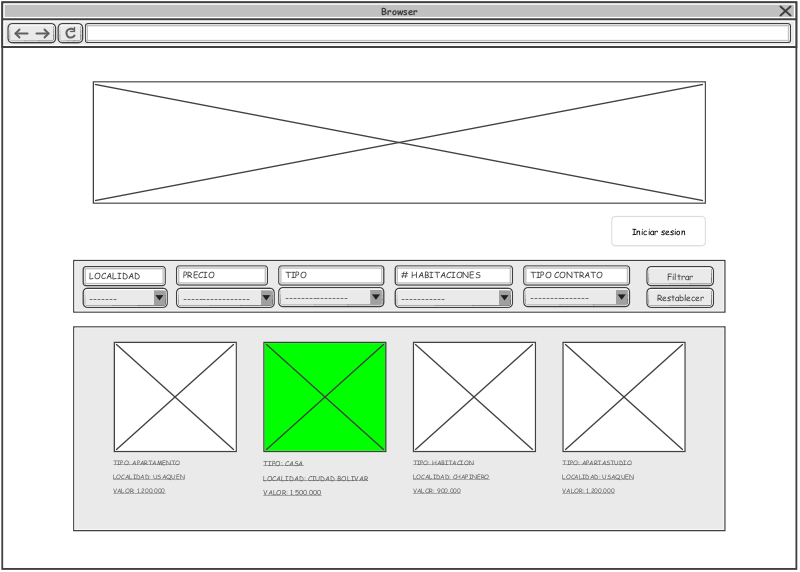 Browser
Iniciar sesion
LOCALIDAD PRECIO TIPO # HABITACIONES TIPO CONTRATO Filtrar
------- ----------------- ---------------- ----------- --------------- Restablecer
TIPO: APARTAMENTO
LOCALIDAD: USAQUEN
VALOR: 1.200.000
TIPO: CASA
LOCALIDAD: CIUDAD BOLIVAR
VALOR: 1.500.000
TIPO: HABITACION
LOCALIDAD: CHAPINERO
VALOR: 900.000
TIPO: APARTASTUDIO
LOCALIDAD: USAQUEN
VALOR: 1.200.000